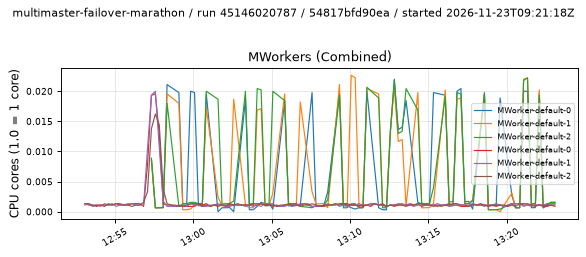 multimaster-failover-marathon / run 45146020787 / 54817bfd90ea / started 2026-11-23T09:21:18Z
MWorkers (Combined)
CPU cores (1.0 = 1 core)
0.020
0.015
0.010
0.005
0.000
MWorker-default-0
MWorker-default-1
MWorker-default-2
MWorker-default-0
MWorker-default-1
MWorker-default-2
12:55
13:00
13:05
13:10
13:15
13:20